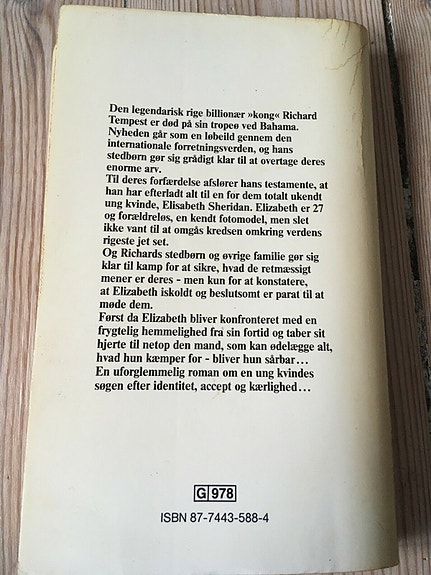 Den legendarisk rige billionær »kong« Richard
Tempest er død på sin tropeø ved Bahama.
Nyheden går som en løbeild gennem den
internationale forretningsverden, og hans
stedbørn gør sig grådigt klar til at overtage deres
enorme arv.
Til deres forfærdelse afslører hans testamente, at
han har efterladt alt til en for dem totalt ukendt
ung kvinde, Elisabeth Sheridan. Elizabeth er 27
og forældreløs, en kendt fotomodel, men slet
ikke vant til at omgås kredsen omkring verdens
rigeste jet set.
Og Richards stedbørn og øvrige familie gør sig
klar til kamp for at sikre, hvad de retmæssigt
mener er deres - men kun for at konstatere,
at Elizabeth iskoldt og beslutsomt er parat til at
møde dem.
Først da Elizabeth bliver konfronteret med en
frygtelig hemmelighed fra sin fortid og taber sit
hjerte til netop den mand, som kan ødelægge alt,
hvad hun kæmper for - bliver hun sårbar...
En uforglemmelig roman om en ung kvindes
søgen efter identitet, accept og kærlighed...
G 978
ISBN 87-7443-588-4